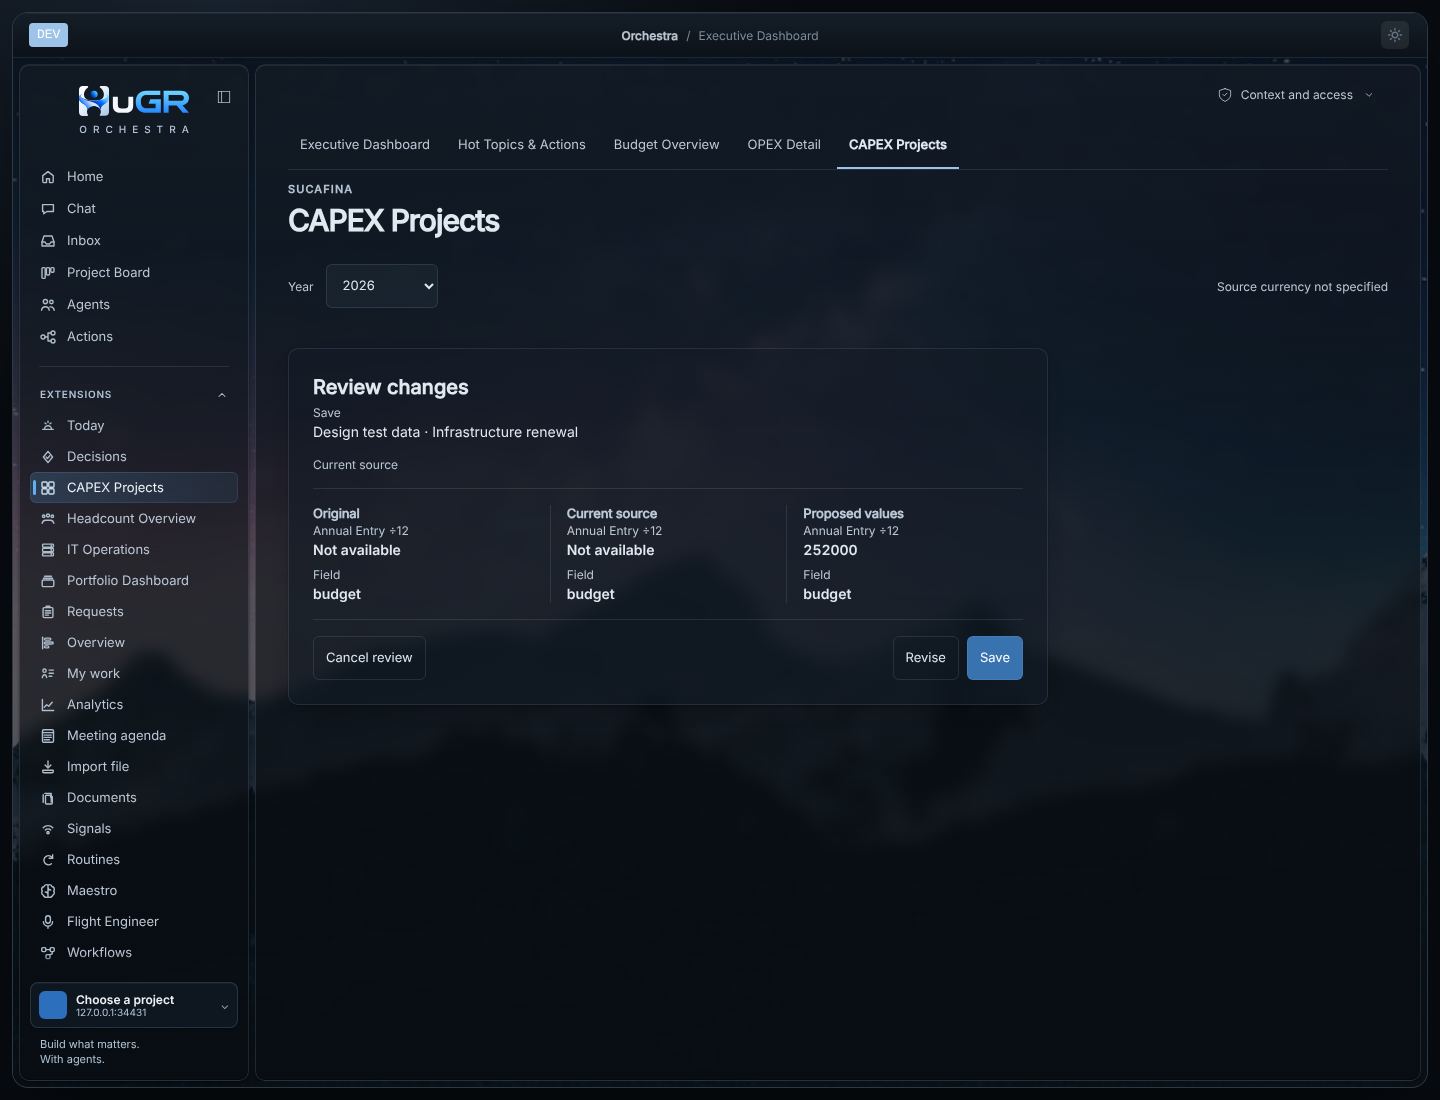 DEV
Orchestra / Executive Dashboard
HuGR
ORCHESTRA
Context and access
Home
Chat
Inbox
Project Board
Agents
Actions
EXTENSIONS
Today
Decisions
CAPEX Projects
Headcount Overview
IT Operations
Portfolio Dashboard
Requests
Overview
My work
Analytics
Meeting agenda
Import file
Documents
Signals
Routines
Maestro
Flight Engineer
Workflows
Choose a project
127.0.0.1:34431
Build what matters.
With agents.
Executive Dashboard Hot Topics & Actions Budget Overview OPEX Detail CAPEX Projects
SUCAFINA
CAPEX Projects
Year 2026 Source currency not specified
Review changes
Save
Design test data · Infrastructure renewal
Current source
Original Current source Proposed values
Annual Entry ÷12 Annual Entry ÷12 Annual Entry ÷12
Not available Not available 252000
Field Field Field
budget budget budget
Cancel review Revise Save